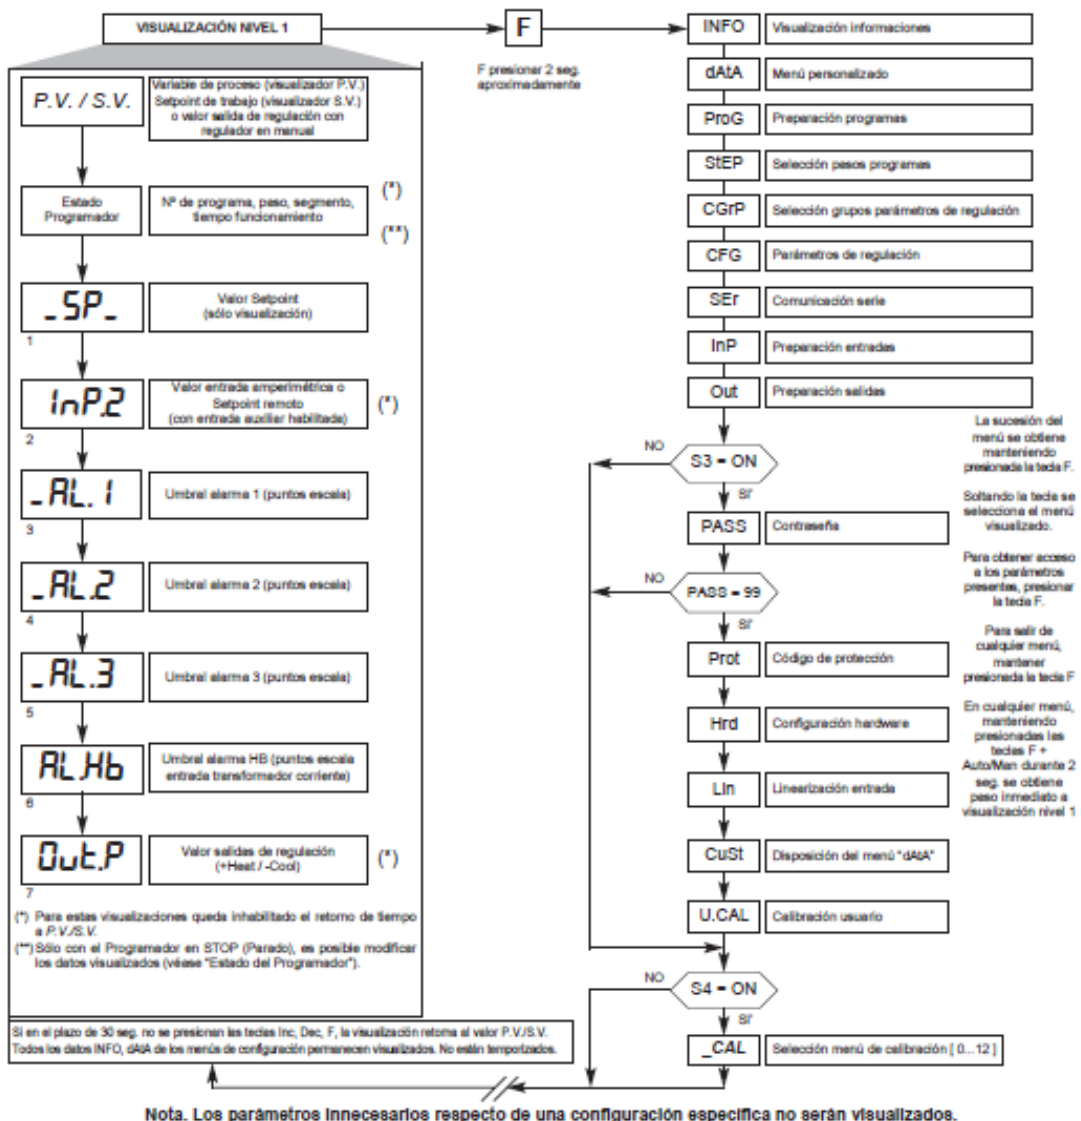 VISUALIZACIÓN NIVEL 1
P.V. / S.V.
Variable de proceso (visualizador P.V.)
Setpoint de trabajo (visualizador S.V.)
o valor salida de regulación con
regulador en manual
Estado
Programador
Nº de programa, paso, segmento,
tiempo funcionamiento
(*)
(**)
_SP_
1
Valor Setpoint
(sólo visualización)
InP.2
2
Valor entrada amperimétrica o
Setpoint remoto
(con entrada auxiliar habilitada)
(*)
_AL. 1
3
Umbral alarma 1 (puntos escala)
_AL.2
4
Umbral alarma 2 (puntos escala)
_AL.3
5
Umbral alarma 3 (puntos escala)
AL.Hb
6
Umbral alarma HB (puntos escala
entrada transformador corriente)
Out.P
7
Valor salidas de regulación
(+Heat / -Cool)
(*)
(*) Para estas visualizaciones queda inhabilitado el retorno de tiempo
a P.V./S.V.
(**) Sólo con el Programador en STOP (Parado), es posible modificar
los datos visualizados (véase "Estado del Programador").
Si en el plazo de 30 seg. no se presionan las teclas Inc, Dec, F, la visualización retorna al valor P.V./S.V.
Todos los datos INFO, dAtA de los menús de configuración permanecen visualizados. No están temporizados.
F
F presionar 2 seg.
aproximadamente
INFO
Visualización informaciones
dAtA
Menú personalizado
ProG
Preparación programas
StEP
Selección pasos programas
CGrP
Selección grupos parámetros de regulación
CFG
Parámetros de regulación
SEr
Comunicación serie
InP
Preparación entradas
Out
Preparación salidas
NO
S3 = ON
SI'
PASS
Contraseña
NO
PASS = 99
SI'
Prot
Código de protección
Hrd
Configuración hardware
Lin
Linearización entrada
CuSt
Disposición del menú "dAtA"
U.CAL
Calibración usuario
NO
S4 = ON
SI'
_CAL
Selección menú de calibración [ 0...12 ]
La sucesión del
menú se obtiene
manteniendo
presionada la tecla F.
Soltando la tecla se
selecciona el menú
visualizado.
Para obtener acceso
a los parámetros
presentes, presionar
la tecla F.
Para salir de
cualquier menú,
mantener
presionada la tecla F
En cualquier menú,
manteniendo
presionadas las
teclas F +
Auto/Man durante 2
seg. se obtiene
paso inmediato a
visualización nivel 1
Nota. Los parámetros innecesarios respecto de una configuración específica no serán visualizados.